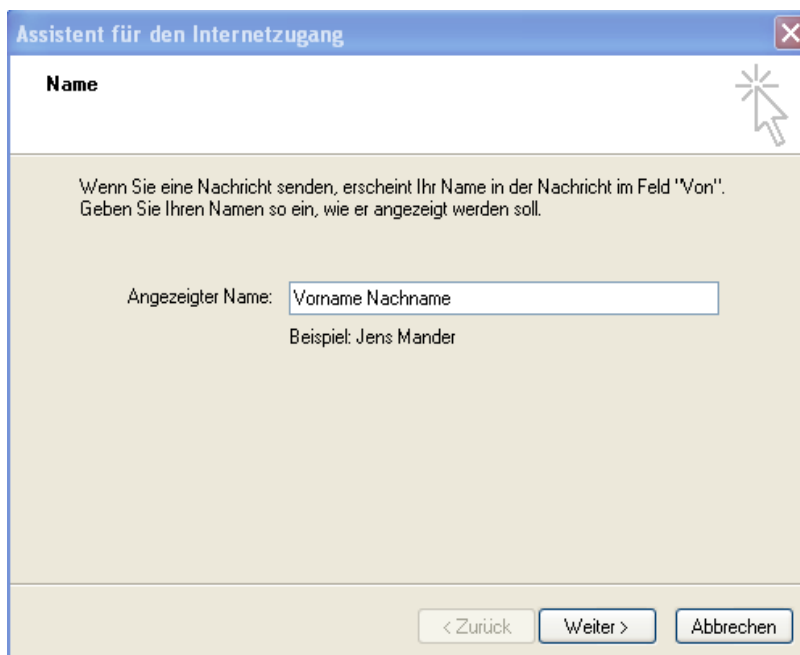 Assistent für den Internetzugang
Name
Wenn Sie eine Nachricht senden, erscheint Ihr Name in der Nachricht im Feld "Von".
Geben Sie Ihren Namen so ein, wie er angezeigt werden soll.
Angezeigter Name: Vorname Nachname
Beispiel: Jens Mander
< Zurück Weiter > Abbrechen